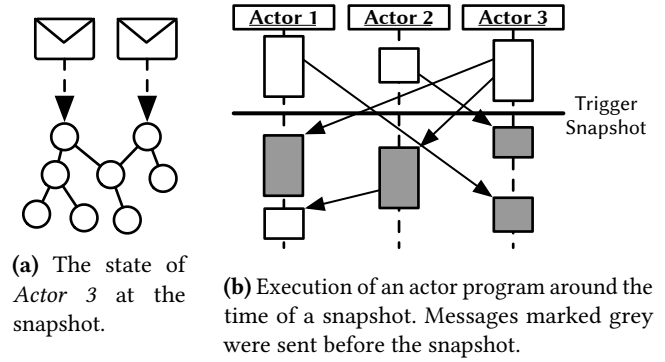 (a)
Actor 1 Actor 2 Actor 3
(b)
Trigger
Snapshot
(a) The state of
Actor 3 at the
snapshot.
(b) Execution of an actor program around the
time of a snapshot. Messages marked grey
were sent before the snapshot.